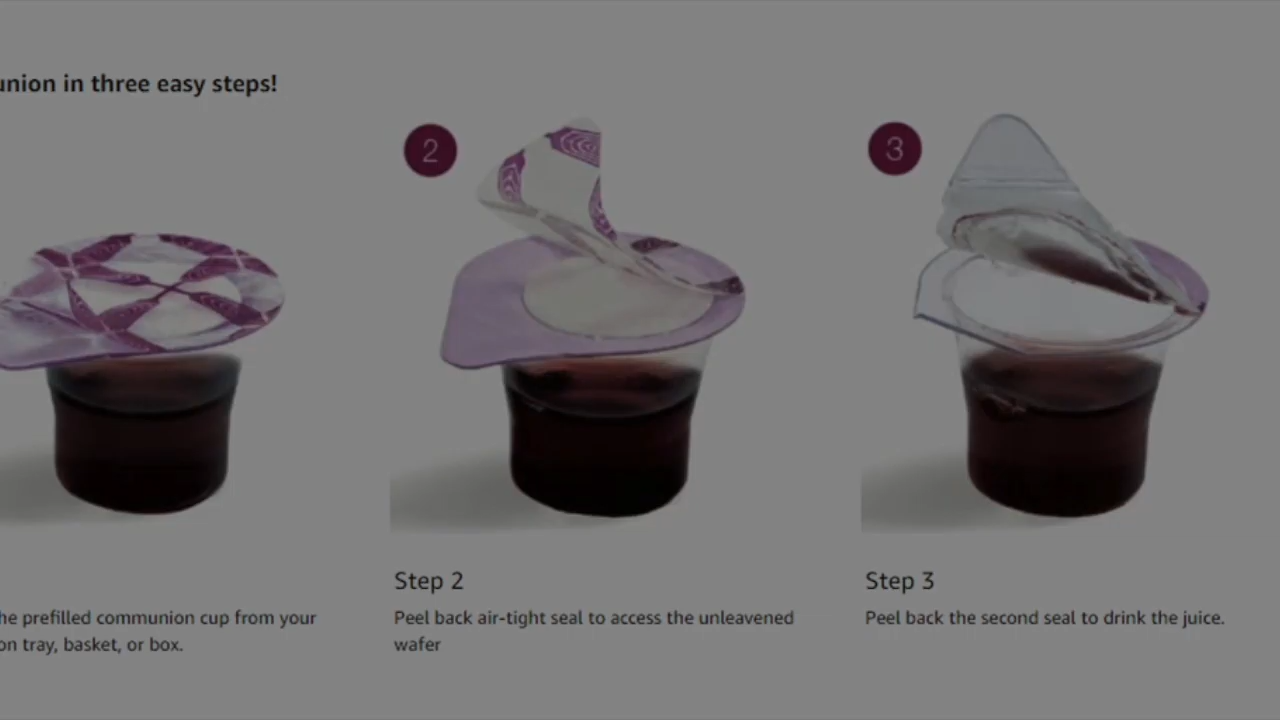 union in three easy steps!
2
3
he prefilled communion cup from your
on tray, basket, or box.
Step 2
Peel back air-tight seal to access the unleavened
wafer
Step 3
Peel back the second seal to drink the juice.